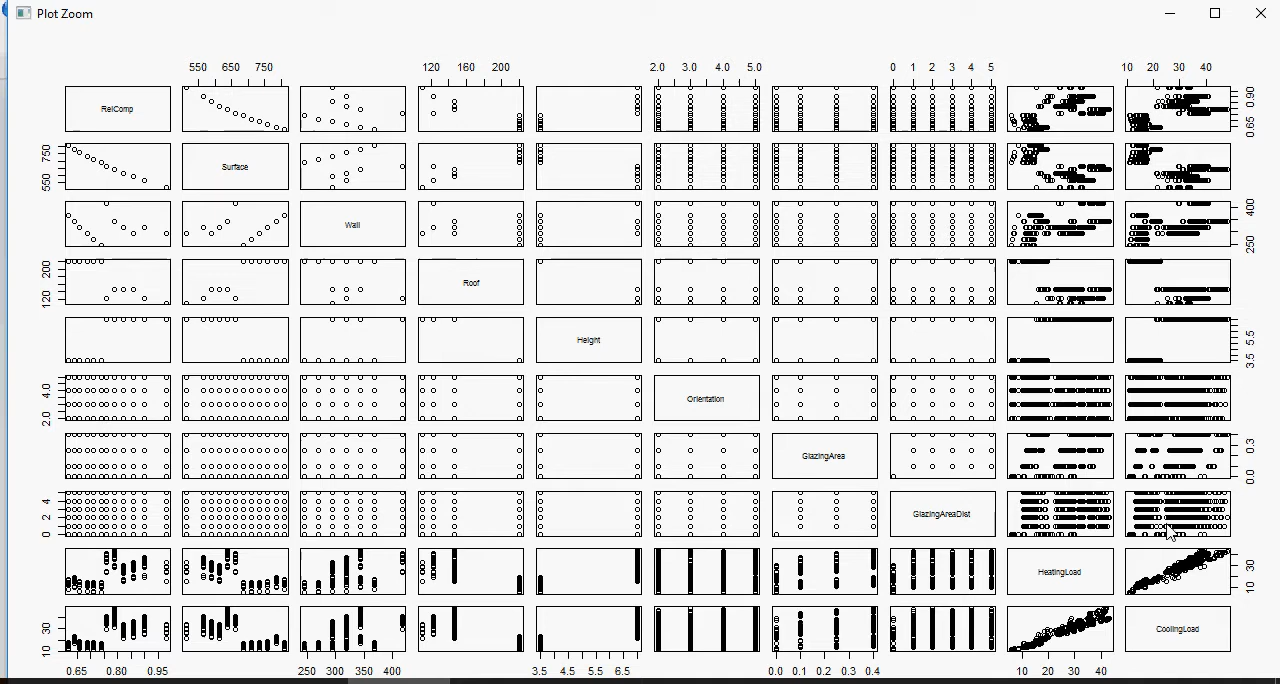 Plot Zoom
550 650 750 120 160 200 2.0 3.0 4.0 5.0 0 1 2 3 4 5 10 20 30 40
RelComp 0.65 0.90
550 750 Surface
Wall 250 400
120 200 Roof
Height 3.5 5.5
2.0 4.0 Orientation
GlazingArea 0.0 0.3
0 2 4 GlazingAreaDist
HeatingLoad 10 30
10 30 CoolingLoad
0.65 0.80 0.95 250 300 350 400 3.5 4.5 5.5 6.5 0.0 0.1 0.2 0.3 0.4 10 20 30 40